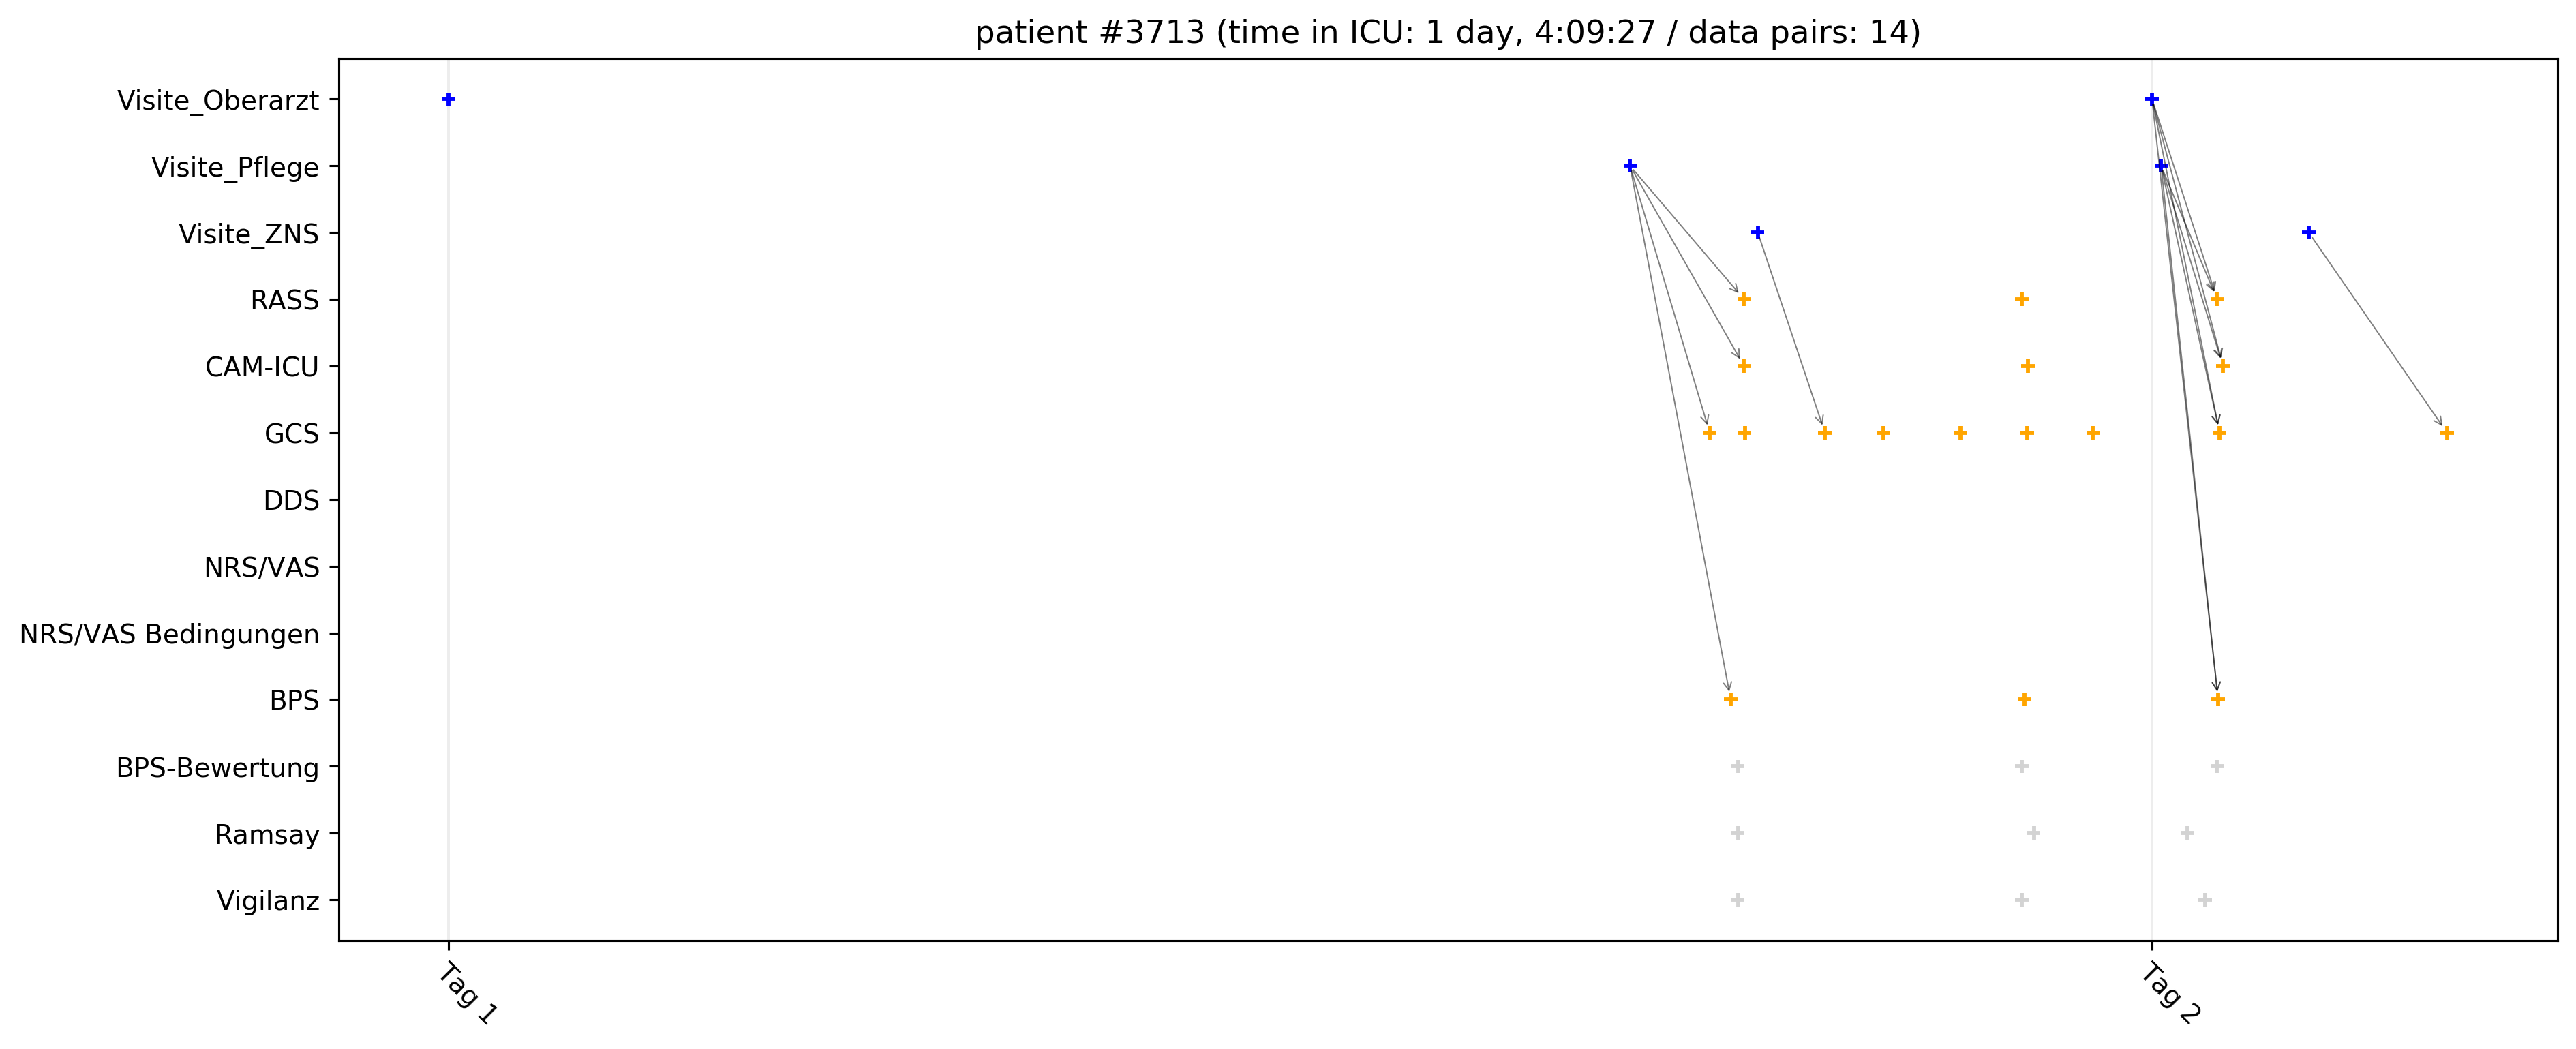 patient #3713 (time in ICU: 1 day, 4:09:27 / data pairs: 14)
Visite_Oberarzt
Visite_Pflege
Visite_ZNS
RASS
CAM-ICU
GCS
DDS
NRS/VAS
NRS/VAS Bedingungen
BPS
BPS-Bewertung
Ramsay
Vigilanz
Tag 1
Tag 2